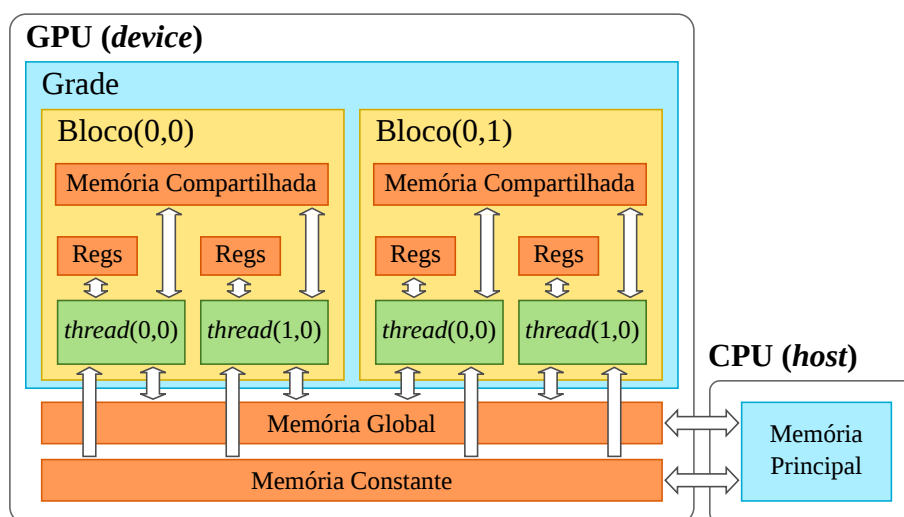 GPU (device)
Grade
Bloco(0,0)
Bloco(0,1)
Memória Compartilhada
Memória Compartilhada
Regs
Regs
Regs
Regs
thread(0,0)
thread(1,0)
thread(0,0)
thread(1,0)
CPU (host)
Memória Global
Memória Constante
Memória
Principal